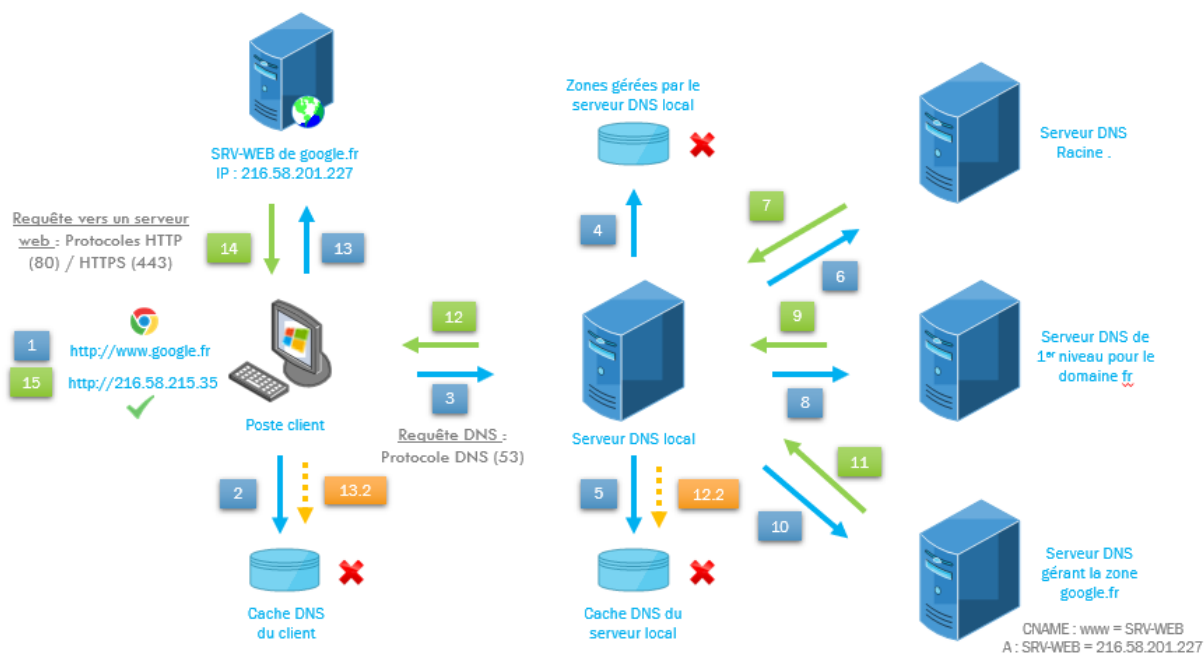 SRV-WEB de google.fr
IP : 216.58.201.227
Zones gérées par le
serveur DNS local
Serveur DNS
Racine .
Requête vers un serveur
web : Protocoles HTTP
(80) / HTTPS (443)
14
13
4
7
6
1
http://www.google.fr
15
http://216.58.215.35
Poste client
12
3
Requête DNS :
Protocole DNS (53)
Serveur DNS local
9
8
Serveur DNS de
1er niveau pour le
domaine fr
2
13.2
5
12.2
11
10
Cache DNS
du client
Cache DNS du
serveur local
Serveur DNS
gérant la zone
google.fr
CNAME : www = SRV-WEB
A : SRV-WEB = 216.58.201.227